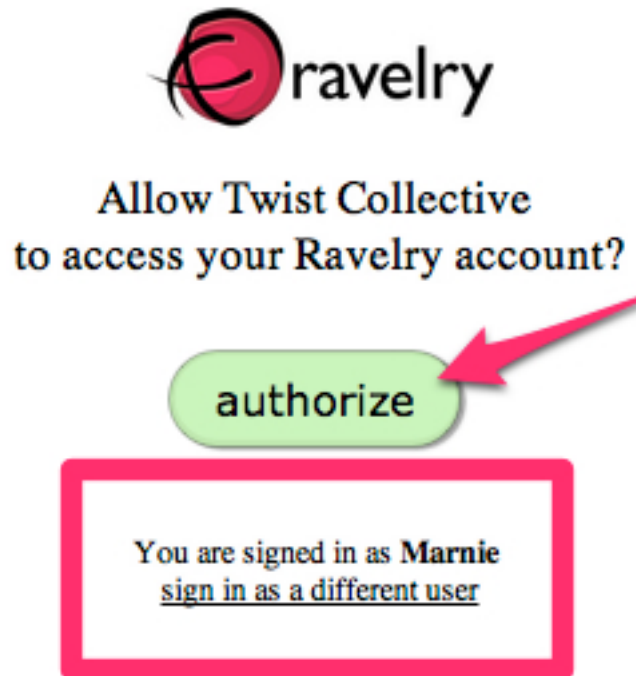 ravelry
Allow Twist Collective
to access your Ravelry account?
authorize
You are signed in as Marnie
sign in as a different user